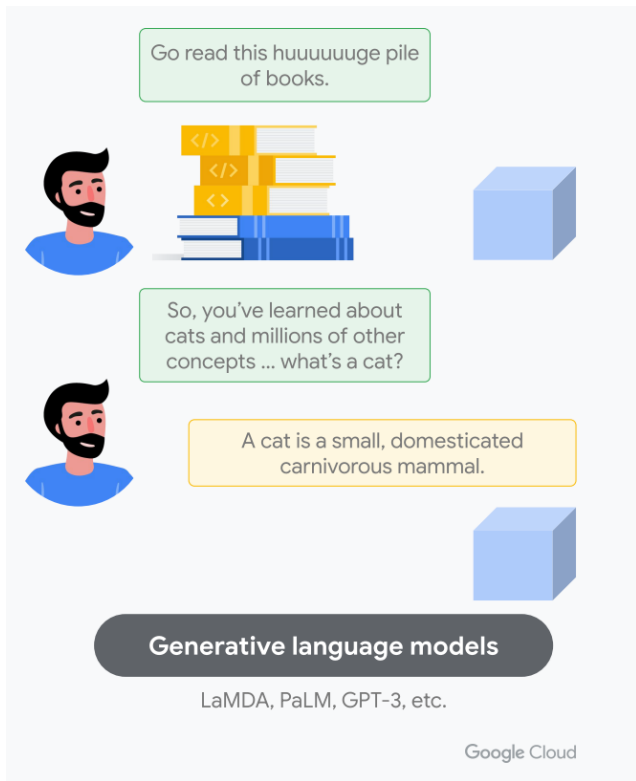 Go read this huuuuuuge pile
of books.
</>
</>
<>
So, you've learned about
cats and millions of other
concepts ... what's a cat?
A cat is a small, domesticated
carnivorous mammal.
Generative language models
LaMDA, PaLM, GPT-3, etc.
Google Cloud